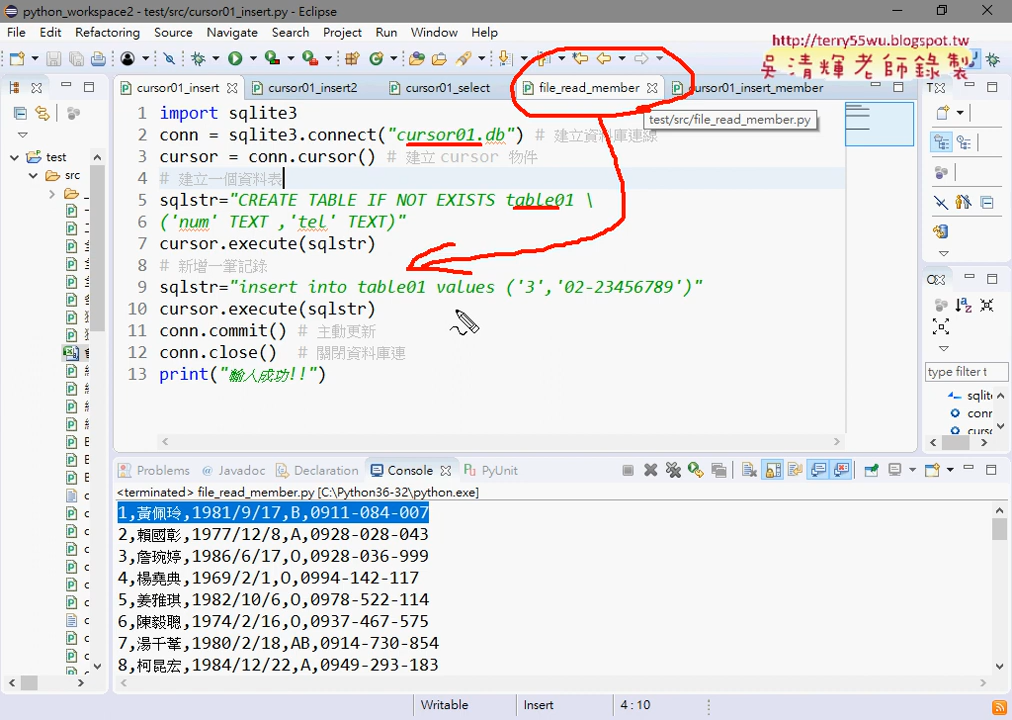 python_workspace2 - test/src/cursor01_insert.py - Eclipse
File Edit Refactoring Source Navigate Search Project Run Window Help
http://terry55wu.blogspot.tw
吳清輝老師錄製
cursor01_insert cursor01_insert2 cursor01_select file_read_member cursor01_insert_member
test/src/file_read_member.py
1 import sqlite3
2 conn = sqlite3.connect("cursor01.db") # 建立資料庫連線
3 cursor = conn.cursor() # 建立 cursor 物件
4 # 建立一個資料表
5 sqlstr="CREATE TABLE IF NOT EXISTS table01 \
6 ('num' TEXT ,'tel' TEXT)"
7 cursor.execute(sqlstr)
8 # 新增一筆記錄
9 sqlstr="insert into table01 values ('3','02-23456789')"
10 cursor.execute(sqlstr)
11 conn.commit() # 主動更新
12 conn.close() # 關閉資料庫連
13 print("輸入成功!!")
test
src
type filter t
sqlit
conn
curso
Problems Javadoc Declaration Console PyUnit
<terminated> file_read_member.py [C:\Python36-32\python.exe]
1,黃佩玲,1981/9/17,B,0911-084-007
2,賴國彰,1977/12/8,A,0928-028-043
3,詹琬婷,1986/6/17,O,0928-036-999
4,楊堯典,1969/2/1,O,0994-142-117
5,姜雅琪,1982/10/6,O,0978-522-114
6,陳毅聰,1974/2/16,O,0937-467-575
7,湯千葦,1980/2/18,AB,0914-730-854
8,柯昆宏,1984/12/22,A,0949-293-183
Writable Insert 4 : 10